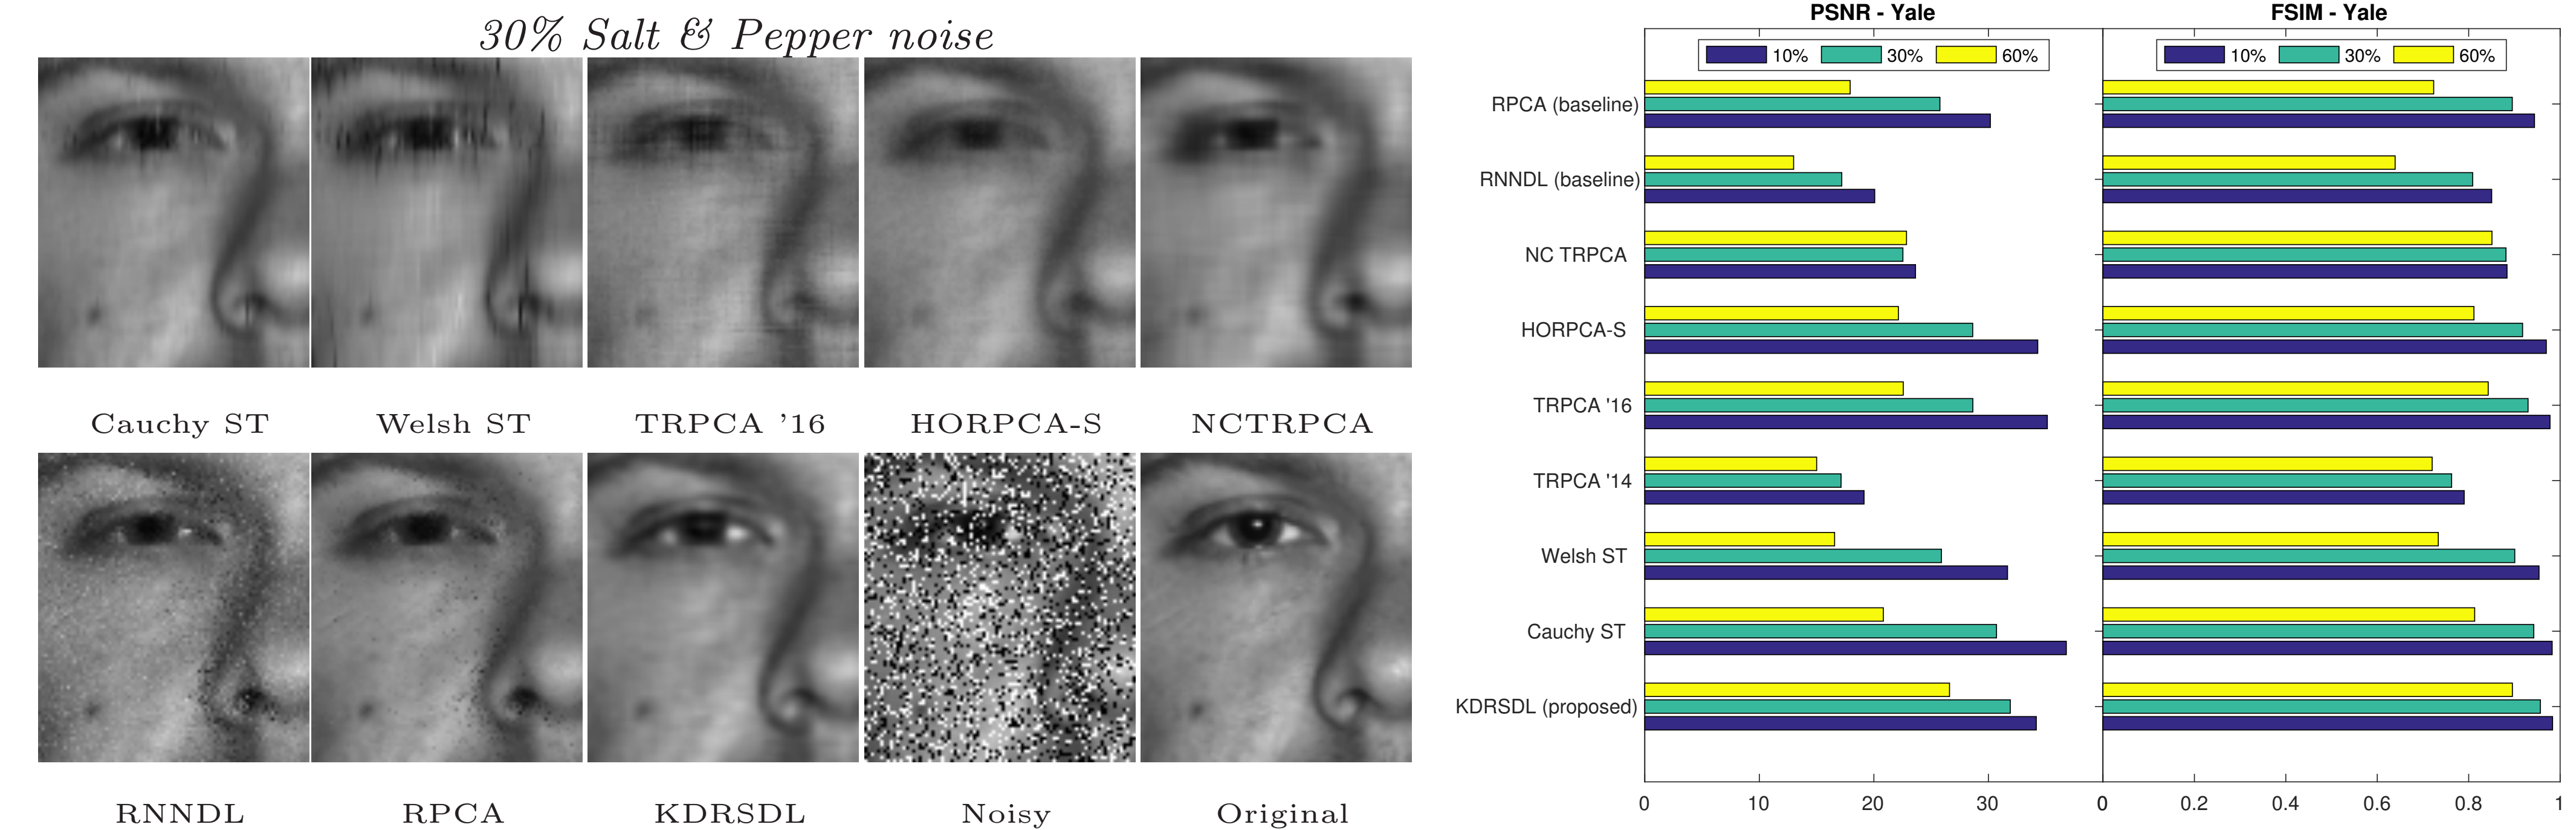 30% Salt & Pepper noise
Cauchy ST
Welsh ST
TRPCA '16
HORPCA-S
NCTRPCA
RNNDL
RPCA
KDRSDL
Noisy
Original
PSNR - Yale
10% 30% 60%
RPCA (baseline)
RNNDL (baseline)
NC TRPCA
HORPCA-S
TRPCA '16
TRPCA '14
Welsh ST
Cauchy ST
KDRSDL (proposed)
0 10 20 30
FSIM - Yale
10% 30% 60%
0 0.2 0.4 0.6 0.8 1